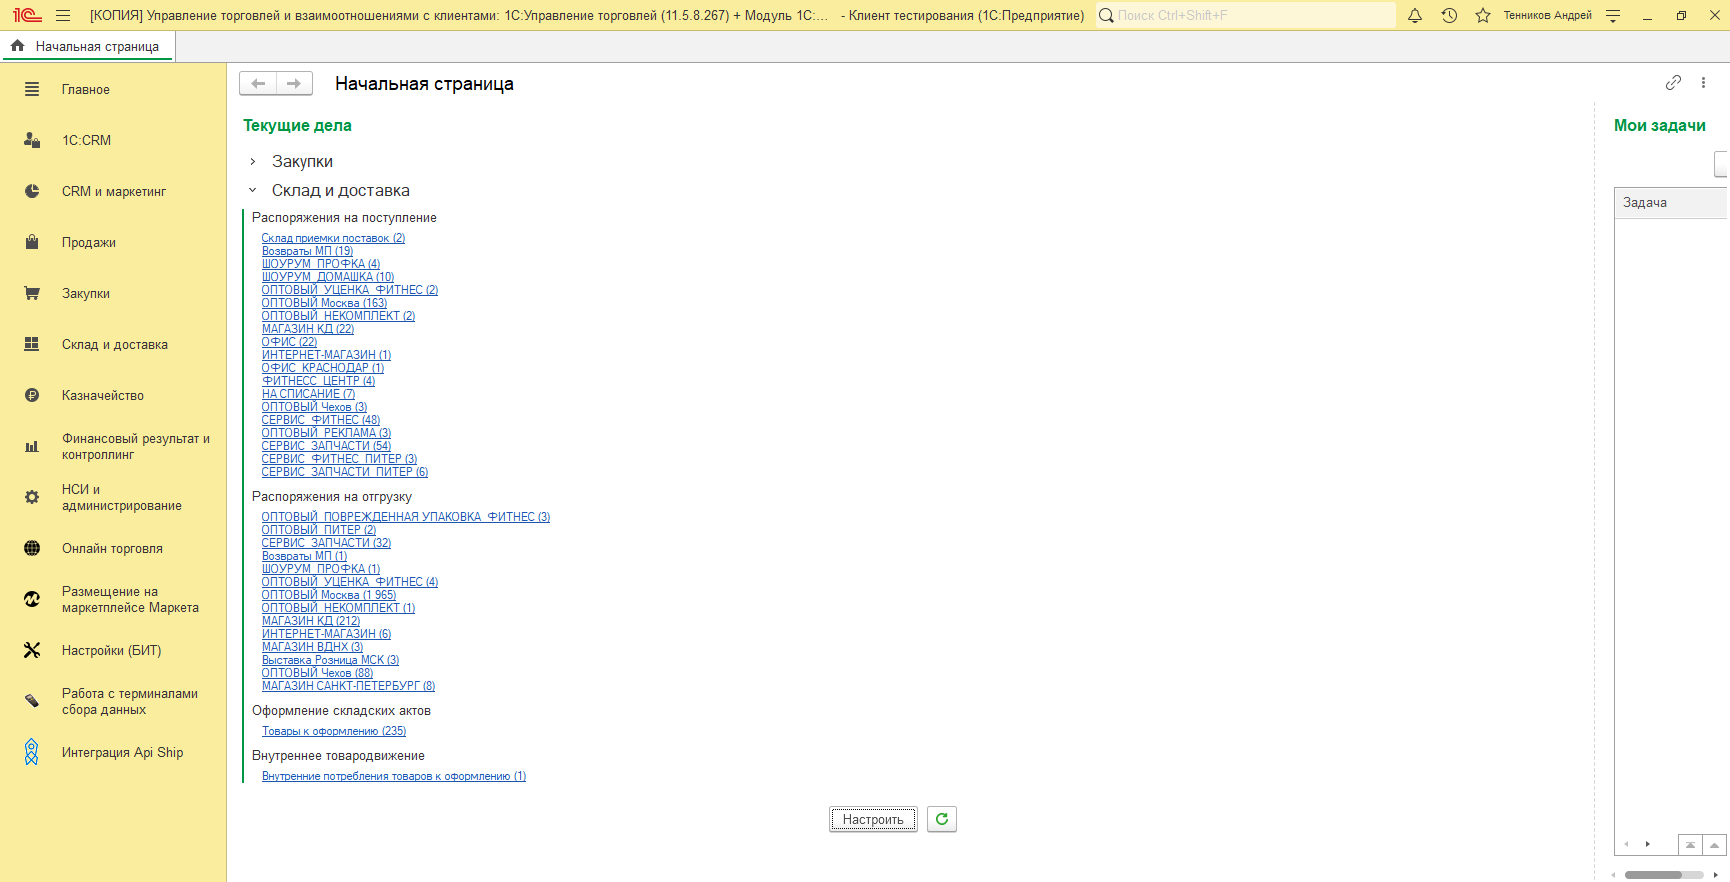 1С [КОПИЯ] Управление торговлей и взаимоотношениями с клиентами: 1С:Управление торговлей (11.5.8.267) + Модуль 1С:... - Клиент тестирования (1С:Предприятие) Поиск Ctrl+Shift+F Тенников Андрей
Начальная страница
Главное
1С:CRM
CRM и маркетинг
Продажи
Закупки
Склад и доставка
Казначейство
Финансовый результат и
контроллинг
НСИ и
администрирование
Онлайн торговля
Размещение на
маркетплейсе Маркета
Настройки (БИТ)
Работа с терминалами
сбора данных
Интеграция Api Ship
Начальная страница
Текущие дела
Закупки
Склад и доставка
Распоряжения на поступление
Склад приемки поставок (2)
Возвраты МП (19)
ШОУРУМ_ПРОФКА (4)
ШОУРУМ_ДОМАШКА (10)
ОПТОВЫЙ_УЦЕНКА_ФИТНЕС (2)
ОПТОВЫЙ Москва (163)
ОПТОВЫЙ_НЕКОМПЛЕКТ (2)
МАГАЗИН КД (22)
ОФИС (22)
ИНТЕРНЕТ-МАГАЗИН (1)
ОФИС_КРАСНОДАР (1)
ФИТНЕСС_ЦЕНТР (4)
НА СПИСАНИЕ (7)
ОПТОВЫЙ Чехов (3)
СЕРВИС_ФИТНЕС (48)
ОПТОВЫЙ_РЕКЛАМА (3)
СЕРВИС_ЗАПЧАСТИ (54)
СЕРВИС_ФИТНЕС_ПИТЕР (3)
СЕРВИС_ЗАПЧАСТИ_ПИТЕР (6)
Распоряжения на отгрузку
ОПТОВЫЙ_ПОВРЕЖДЕННАЯ УПАКОВКА_ФИТНЕС (3)
ОПТОВЫЙ_ПИТЕР (2)
СЕРВИС_ЗАПЧАСТИ (32)
Возвраты МП (1)
ШОУРУМ_ПРОФКА (1)
ОПТОВЫЙ_УЦЕНКА_ФИТНЕС (4)
ОПТОВЫЙ Москва (1 965)
ОПТОВЫЙ_НЕКОМПЛЕКТ (1)
МАГАЗИН КД (212)
ИНТЕРНЕТ-МАГАЗИН (6)
МАГАЗИН ВДНХ (3)
Выставка Розница МСК (3)
ОПТОВЫЙ Чехов (88)
МАГАЗИН САНКТ-ПЕТЕРБУРГ (8)
Оформление складских актов
Товары к оформлению (235)
Внутреннее товародвижение
Внутренние потребления товаров к оформлению (1)
Настроить
Мои задачи
Задача